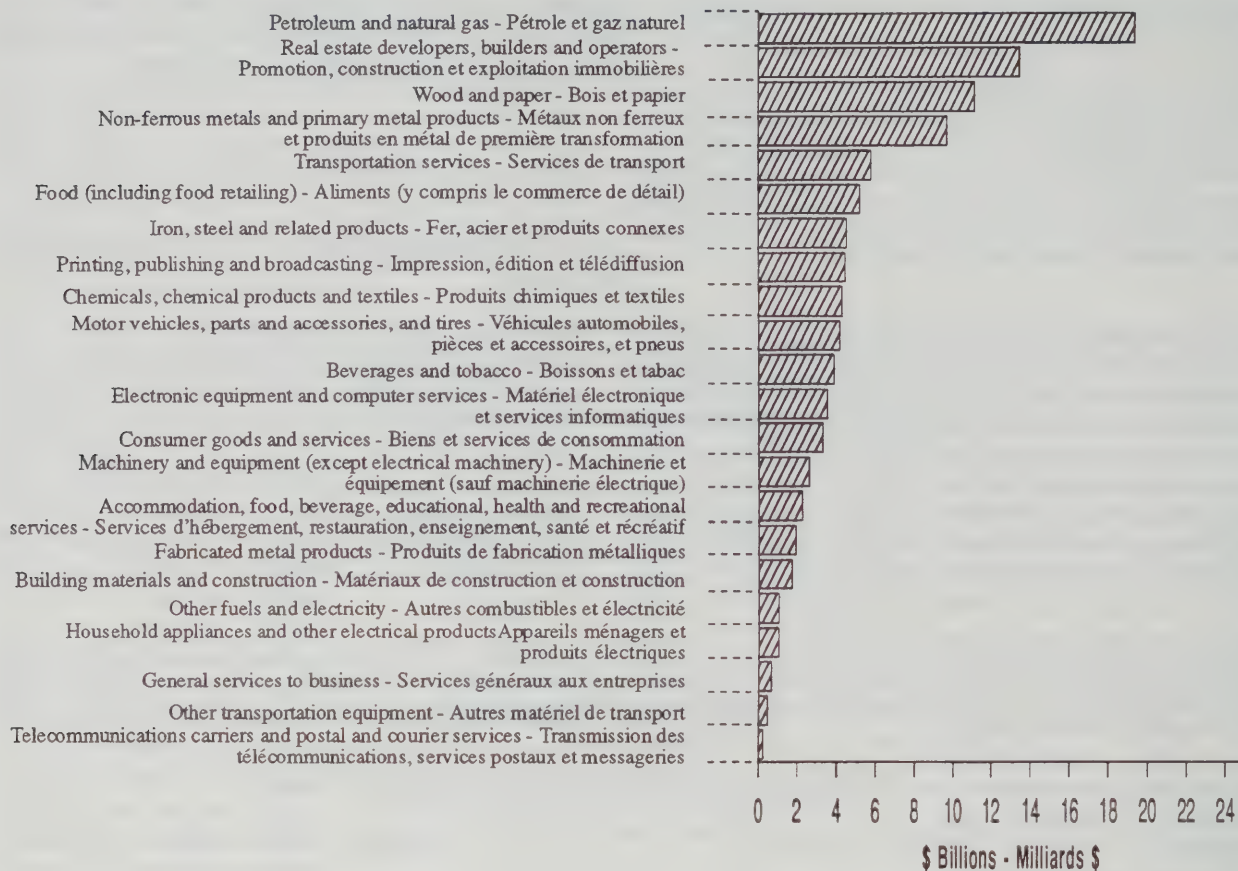 Petroleum and natural gas - Pétrole et gaz naturel
Real estate developers, builders and operators -
Promotion, construction et exploitation immobilières
Wood and paper - Bois et papier
Non-ferrous metals and primary metal products - Métaux non ferreux
et produits en métal de première transformation
Transportation services - Services de transport
Food (including food retailing) - Aliments (y compris le commerce de détail)
Iron, steel and related products - Fer, acier et produits connexes
Printing, publishing and broadcasting - Impression, édition et télédiffusion
Chemicals, chemical products and textiles - Produits chimiques et textiles
Motor vehicles, parts and accessories, and tires - Véhicules automobiles,
pièces et accessoires, et pneus
Beverages and tobacco - Boissons et tabac
Electronic equipment and computer services - Matériel électronique
et services informatiques
Consumer goods and services - Biens et services de consommation
Machinery and equipment (except electrical machinery) - Machinerie et
équipement (sauf machinerie électrique)
Accommodation, food, beverage, educational, health and recreational
services - Services d'hébergement, restauration, enseignement, santé et récréatif
Fabricated metal products - Produits de fabrication métalliques
Building materials and construction - Matériaux de construction et construction
Other fuels and electricity - Autres combustibles et électricité
Household appliances and other electrical productsAppareils ménagers et
produits électriques
General services to business - Services généraux aux entreprises
Other transportation equipment - Autres matériel de transport
Telecommunications carriers and postal and courier services - Transmission des
télécommunications, services postaux et messageries
0 2 4 6 8 10 12 14 16 18 20 22 24
$ Billions - Milliards $